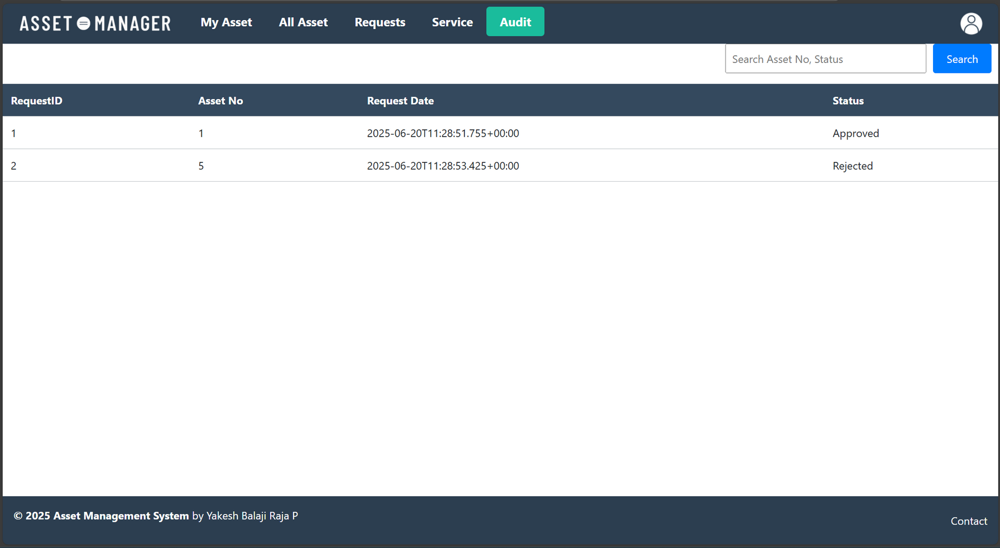 ASSET MANAGER My Asset All Asset Requests Service Audit
Search Asset No, Status Search
RequestID Asset No Request Date Status
1 1 2025-06-20T11:28:51.755+00:00 Approved
2 5 2025-06-20T11:28:53.425+00:00 Rejected
© 2025 Asset Management System by Yakesh Balaji Raja P
Contact